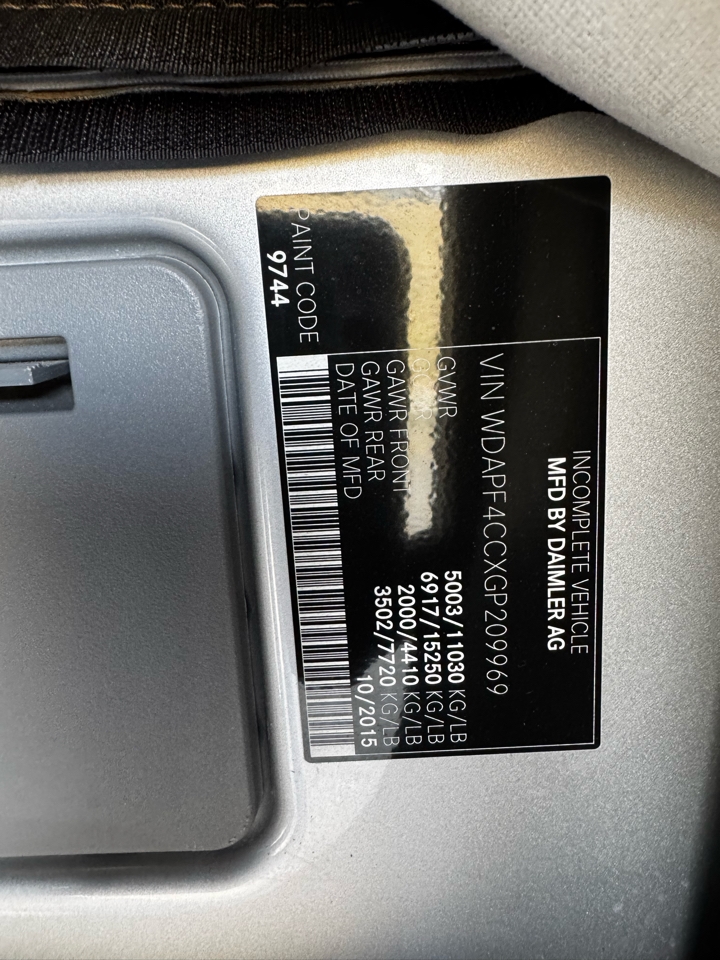 INCOMPLETE VEHICLE
MFD BY DAIMLER AG
VIN WDAPF4CCXGP209969
GVWR 5003/11030 KG/LB
6917/15250 KG/LB
GAWR FRONT 2000/4410 KG/LB
GAWR REAR 3502/7720 KG/LB
DATE OF MFD 10/2015
PAINT CODE
9744